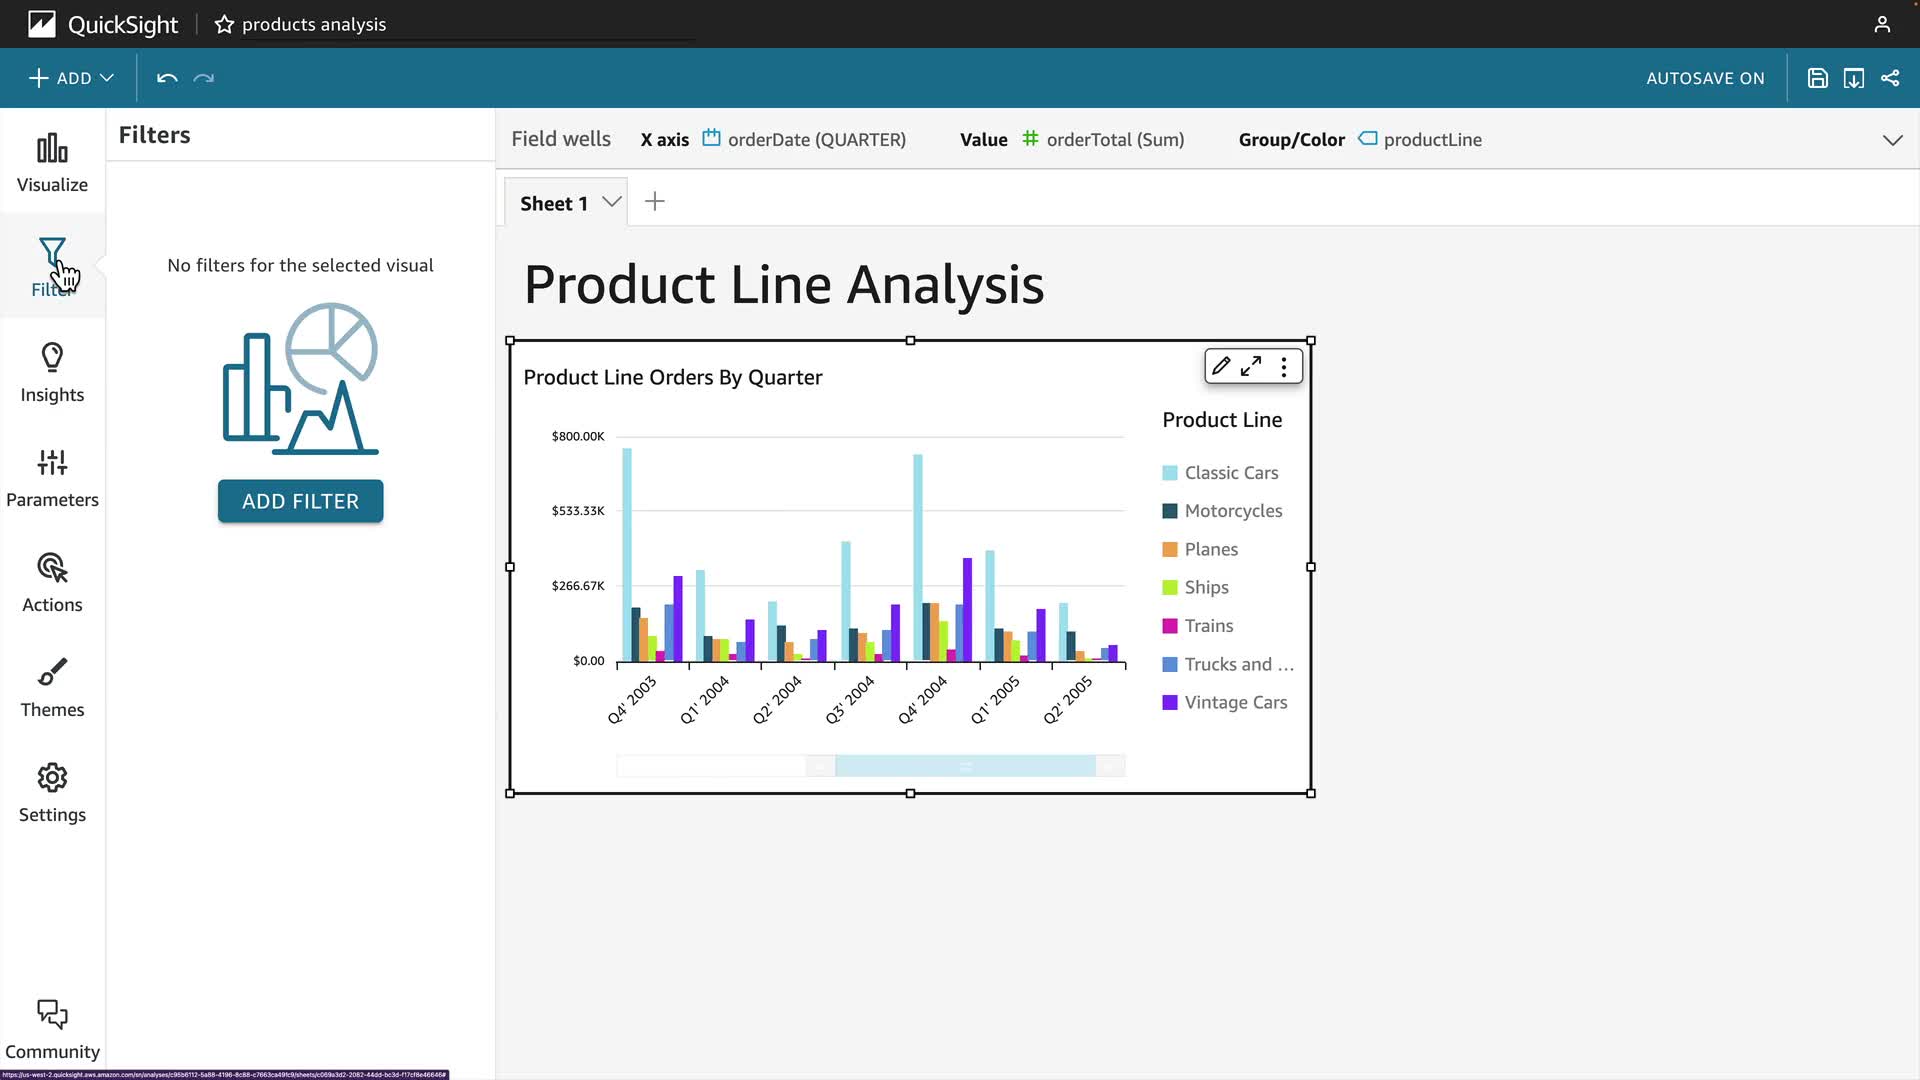 QuickSight
products analysis
ADD
AUTOSAVE ON
Visualize
Filter
Insights
Parameters
Actions
Themes
Settings
Community
Filters
No filters for the selected visual
ADD FILTER
Field wells X axis orderDate (QUARTER) Value orderTotal (Sum) Group/Color productLine
Sheet 1
Product Line Analysis
Product Line Orders By Quarter
$800.00K
$533.33K
$266.67K
$0.00
Q4' 2003
Q1' 2004
Q2' 2004
Q3' 2004
Q4' 2004
Q1' 2005
Q2' 2005
Product Line
Classic Cars
Motorcycles
Planes
Ships
Trains
Trucks and ...
Vintage Cars